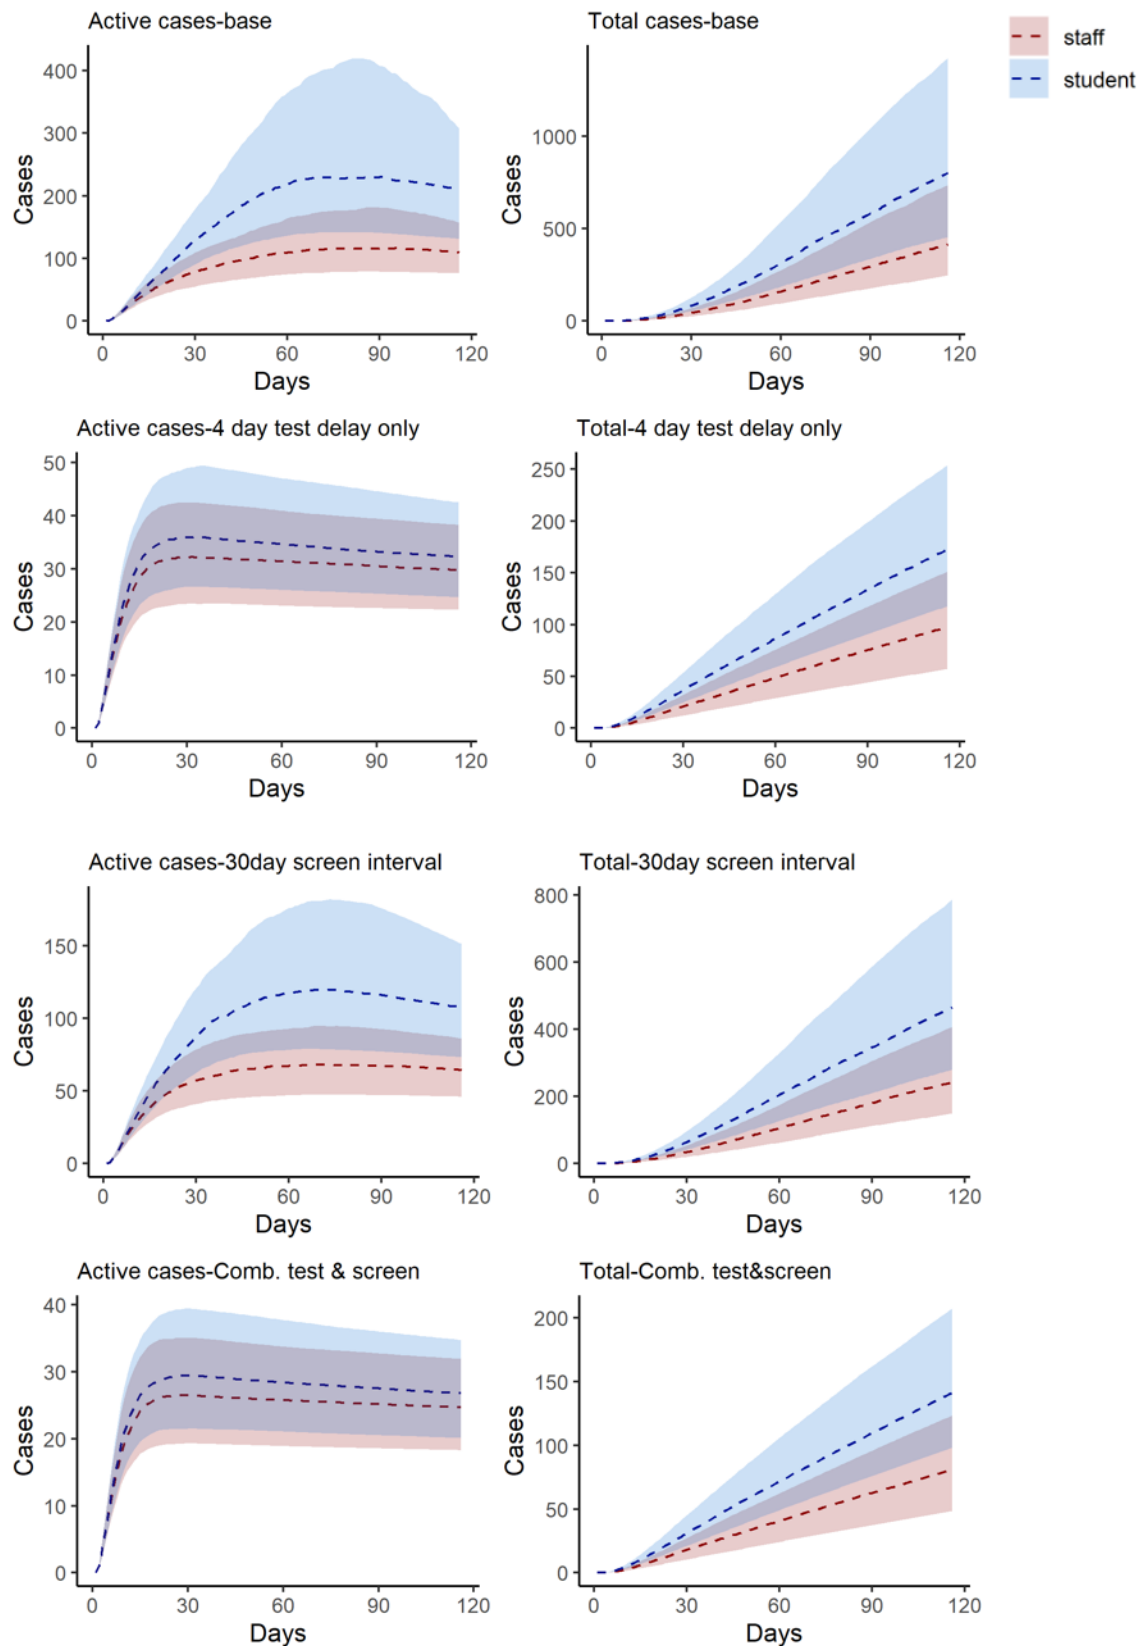 Active cases-base
Total cases-base
staff
student
400
300
200
100
0
Cases
0 30 60 90 120
Days
1000
500
0
Cases
0 30 60 90 120
Days
Active cases-4 day test delay only
Total-4 day test delay only
50
40
30
20
10
0
Cases
0 30 60 90 120
Days
250
200
150
100
50
0
Cases
0 30 60 90 120
Days
Active cases-30day screen interval
Total-30day screen interval
150
100
50
0
Cases
0 30 60 90 120
Days
800
600
400
200
0
Cases
0 30 60 90 120
Days
Active cases-Comb. test & screen
Total-Comb. test&screen
40
30
20
10
0
Cases
0 30 60 90 120
Days
200
150
100
50
0
Cases
0 30 60 90 120
Days